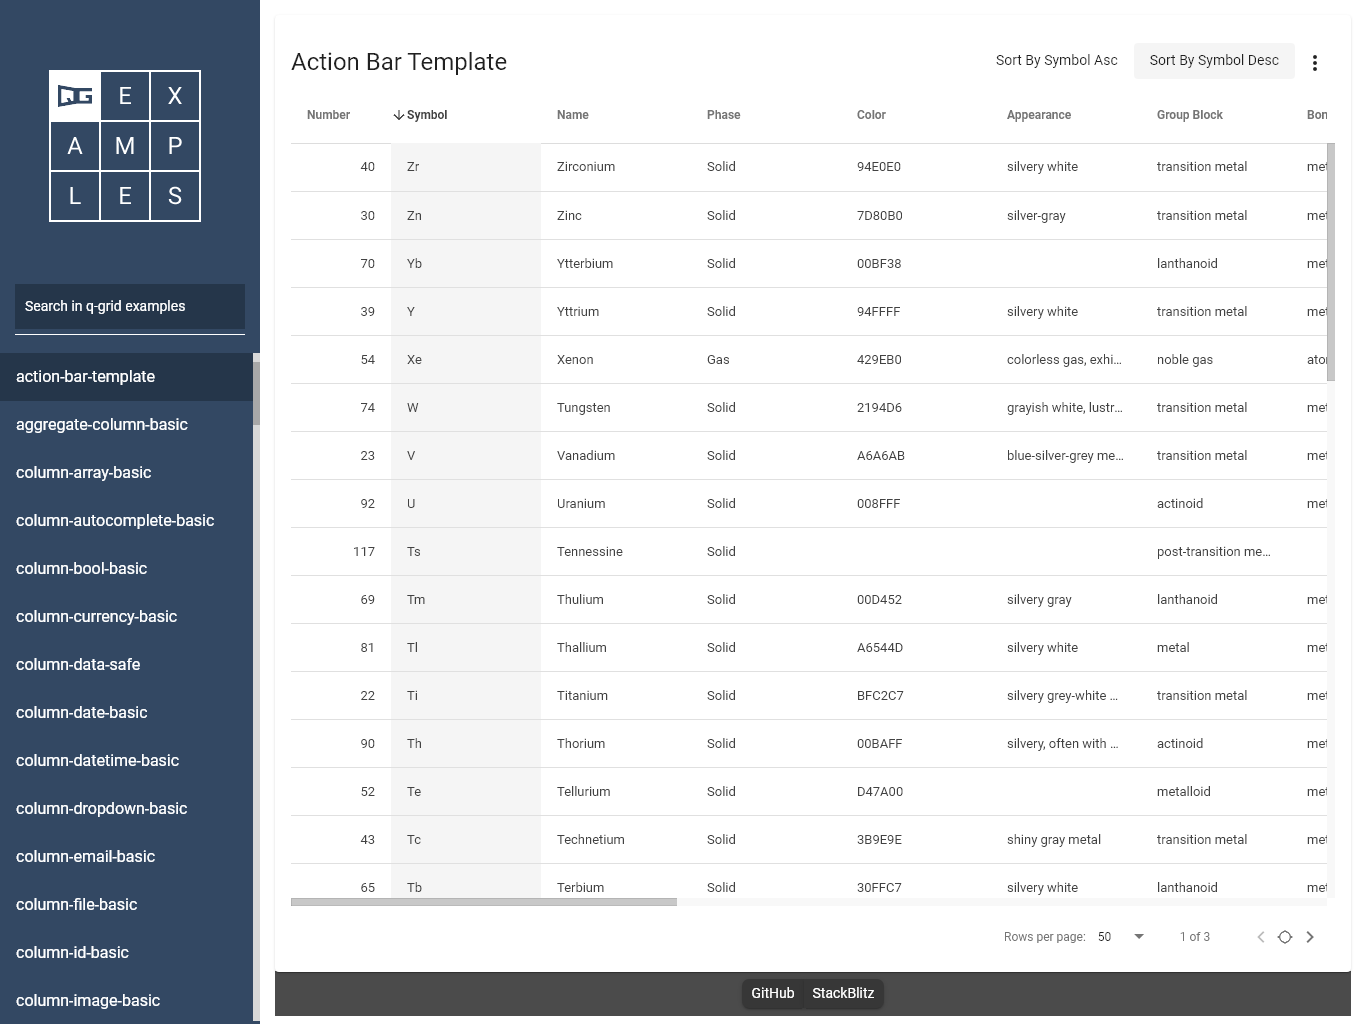 QG E X
A M P
L E S
Search in q-grid examples
action-bar-template
aggregate-column-basic
column-array-basic
column-autocomplete-basic
column-bool-basic
column-currency-basic
column-data-safe
column-date-basic
column-datetime-basic
column-dropdown-basic
column-email-basic
column-file-basic
column-id-basic
column-image-basic
Action Bar Template
Sort By Symbol Asc Sort By Symbol Desc
Number Symbol Name Phase Color Appearance Group Block Bon
40 Zr Zirconium Solid 94E0E0 silvery white transition metal met
30 Zn Zinc Solid 7D80B0 silver-gray transition metal met
70 Yb Ytterbium Solid 00BF38 lanthanoid met
39 Y Yttrium Solid 94FFFF silvery white transition metal met
54 Xe Xenon Gas 429EB0 colorless gas, exhi... noble gas ato
74 W Tungsten Solid 2194D6 grayish white, lustr... transition metal met
23 V Vanadium Solid A6A6AB blue-silver-grey me... transition metal met
92 U Uranium Solid 008FFF actinoid met
117 Ts Tennessine Solid post-transition me...
69 Tm Thulium Solid 00D452 silvery gray lanthanoid met
81 Tl Thallium Solid A6544D silvery white metal met
22 Ti Titanium Solid BFC2C7 silvery grey-white ... transition metal met
90 Th Thorium Solid 00BAFF silvery, often with ... actinoid met
52 Te Tellurium Solid D47A00 metalloid met
43 Tc Technetium Solid 3B9E9E shiny gray metal transition metal met
65 Tb Terbium Solid 30FFC7 silvery white lanthanoid met
Rows per page: 50 1 of 3
GitHub StackBlitz